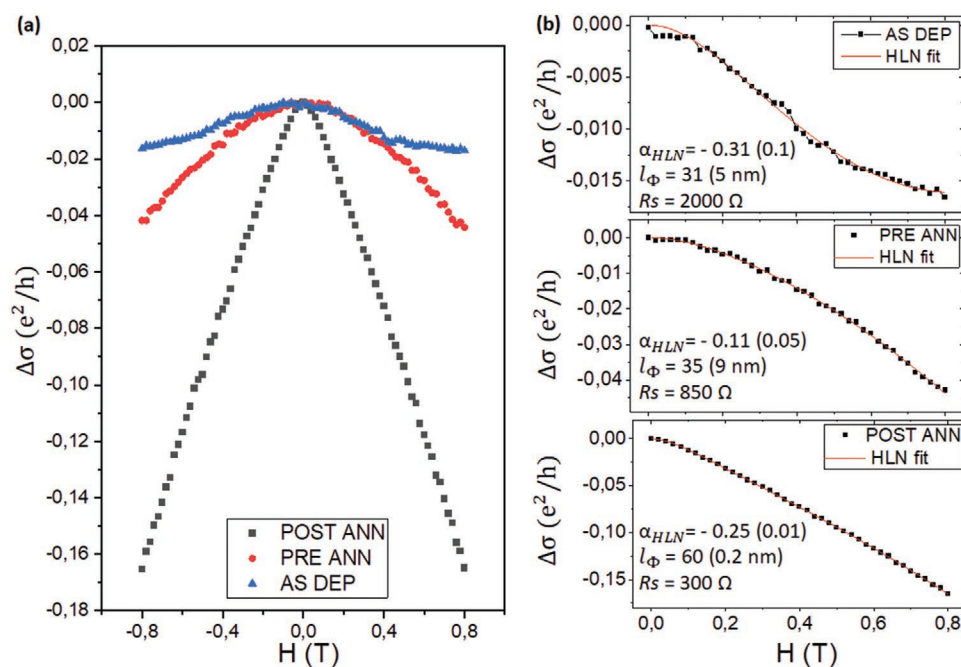 (a)
Δσ (e²/h)
0,02
0,00
-0,02
-0,04
-0,06
-0,08
-0,10
-0,12
-0,14
-0,16
-0,18
POST ANN
PRE ANN
AS DEP
-0,8 -0,4 0,0 0,4 0,8
H (T)
(b)
Δσ (e²/h)
0,000
-0,005
-0,010
-0,015
AS DEP
HLN fit
α_HLN= - 0.31 (0.1)
l_Φ = 31 (5 nm)
Rs = 2000 Ω
Δσ (e²/h)
0,00
-0,01
-0,02
-0,03
-0,04
PRE ANN
HLN fit
α_HLN= - 0.11 (0.05)
l_Φ = 35 (9 nm)
Rs = 850 Ω
Δσ (e²/h)
0,00
-0,05
-0,10
-0,15
POST ANN
HLN fit
α_HLN= - 0.25 (0.01)
l_Φ = 60 (0.2 nm)
Rs = 300 Ω
0,0 0,2 0,4 0,6 0,8
H (T)